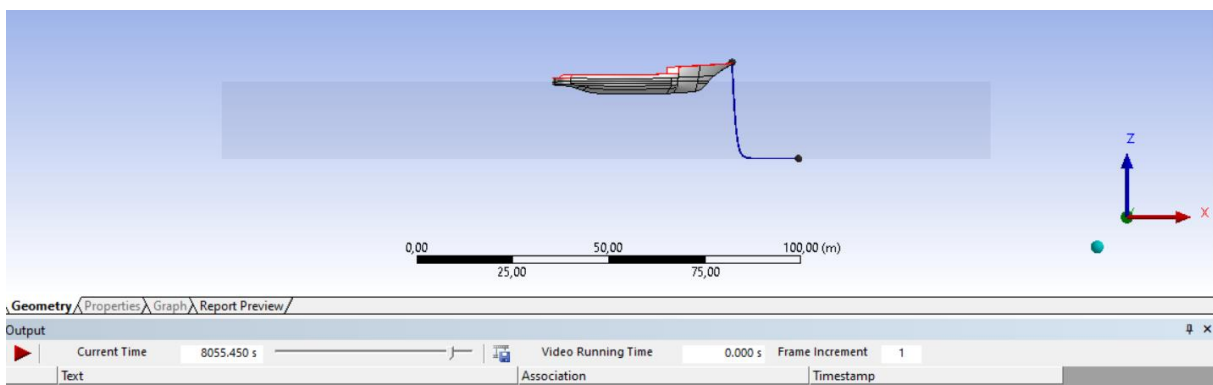 Z
X
0,00 50,00 100,00 (m)
25,00 75,00
Geometry Properties Graph Report Preview
Output
Current Time 8055.450 s Video Running Time 0.000 s Frame Increment 1
Text Association Timestamp